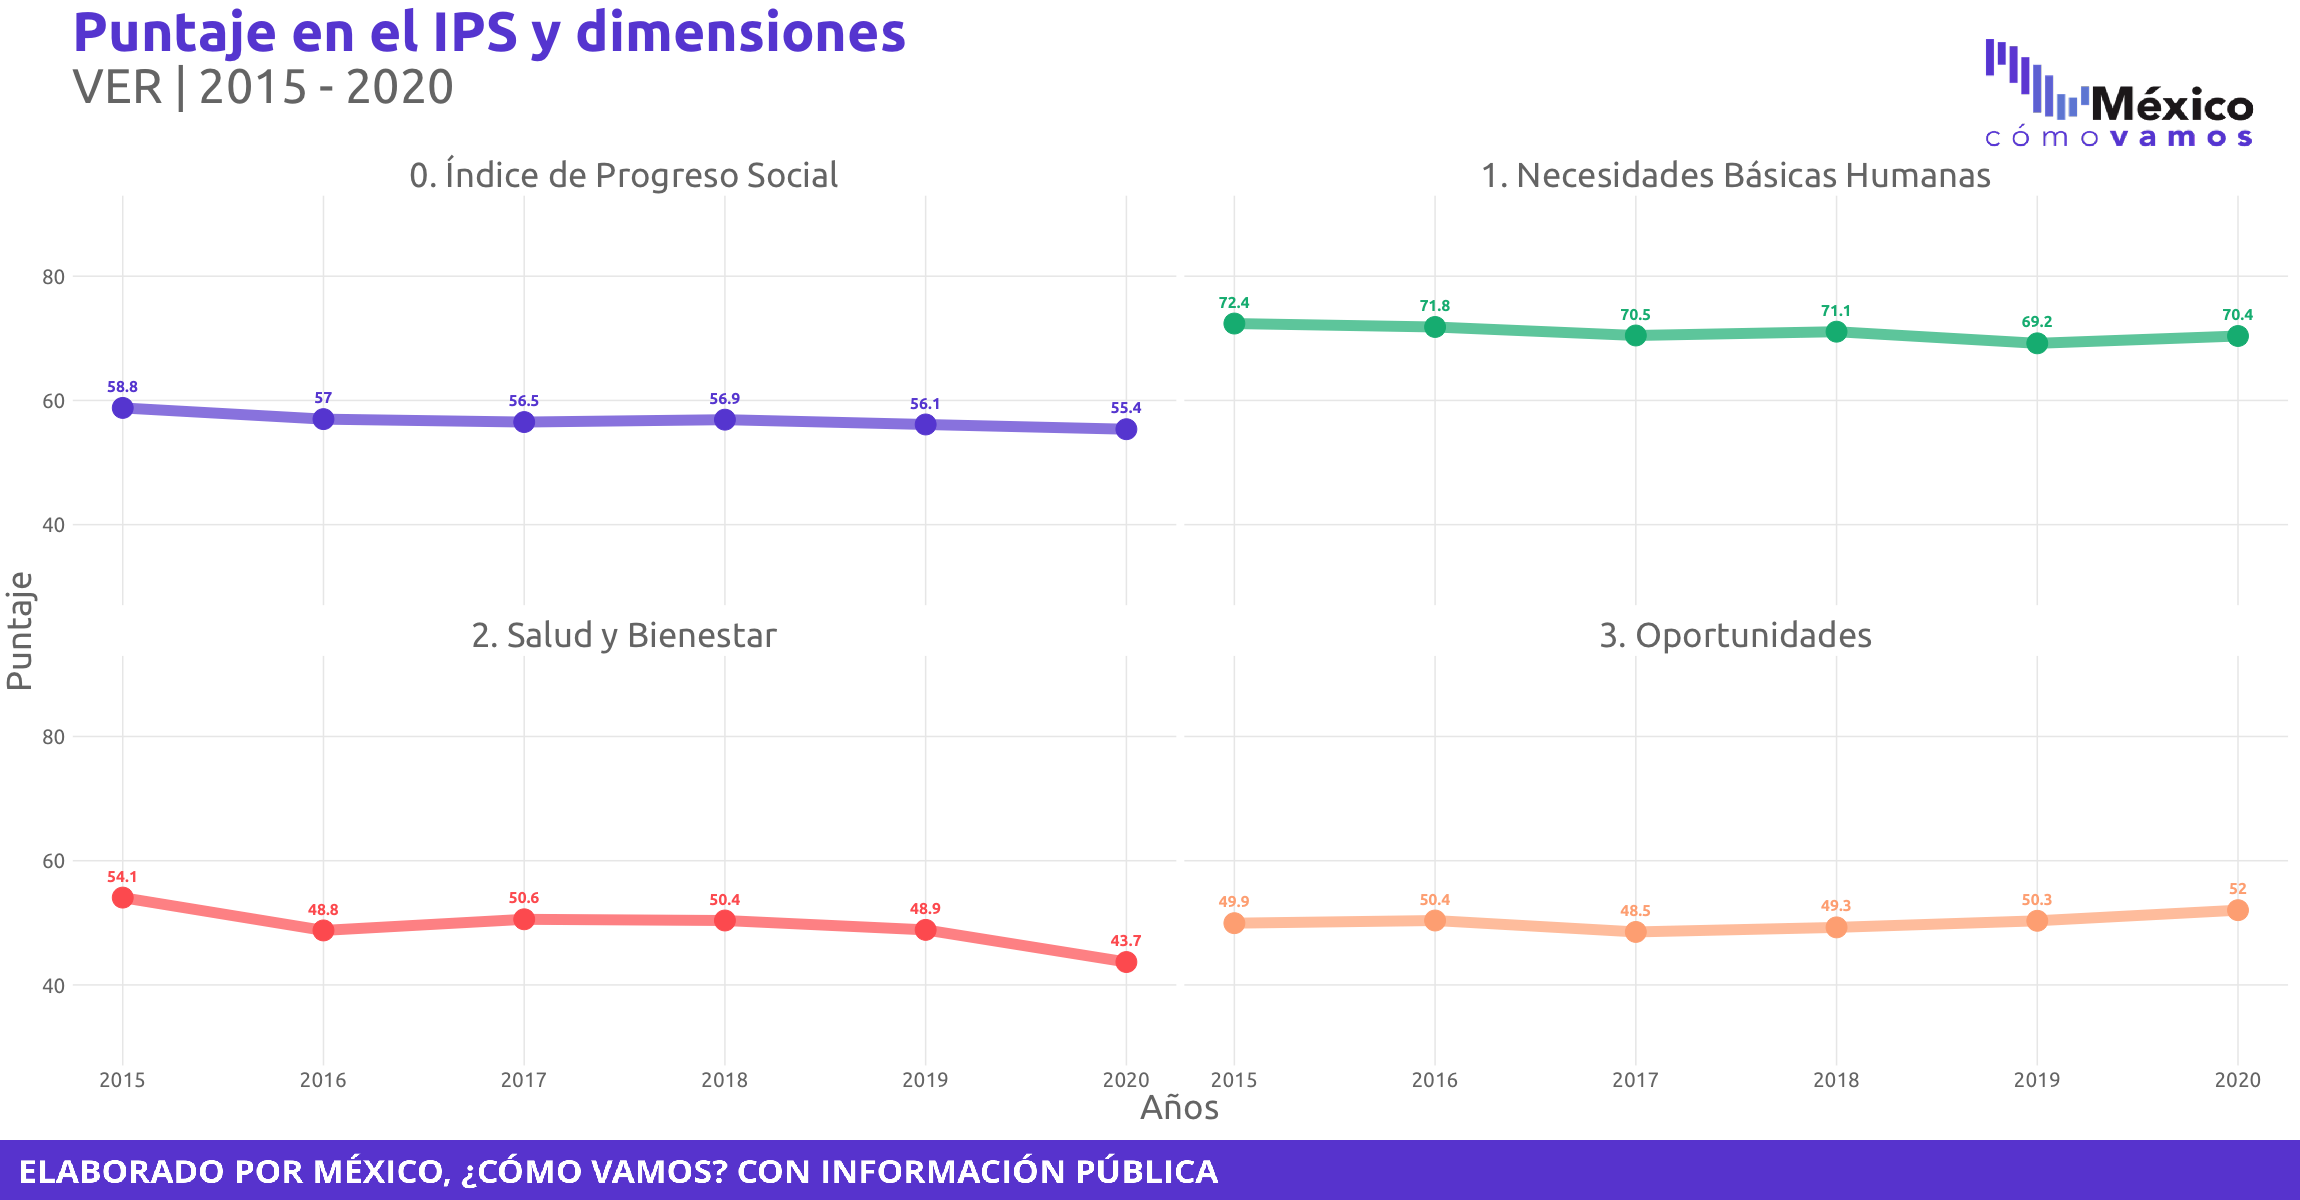 Puntaje en el IPS y dimensiones
VER | 2015 - 2020
México
cómovamos
0. Índice de Progreso Social
1. Necesidades Básicas Humanas
80
60
40
58.8
57
56.5
56.9
56.1
55.4
72.4
71.8
70.5
71.1
69.2
70.4
Puntaje
2. Salud y Bienestar
3. Oportunidades
80
60
40
54.1
48.8
50.6
50.4
48.9
43.7
49.9
50.4
48.5
49.3
50.3
52
2015 2016 2017 2018 2019 2020 2015 2016 2017 2018 2019 2020
Años
ELABORADO POR MÉXICO, ¿CÓMO VAMOS? CON INFORMACIÓN PÚBLICA